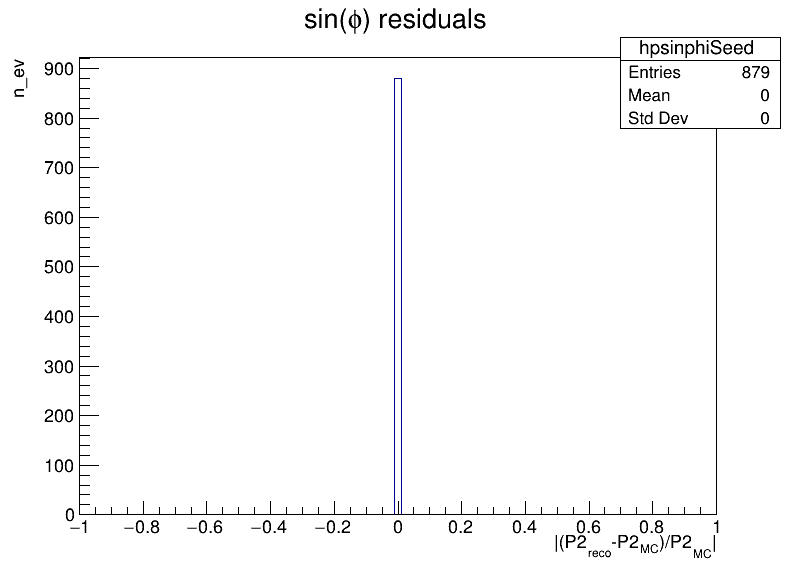 sin(ϕ) residuals
hpsinphiSeed
Entries 879
Mean 0
Std Dev 0
n_ev
900
800
700
600
500
400
300
200
100
0
−1 −0.8 −0.6 −0.4 −0.2 0 0.2 0.4 0.6 0.8 1
|(P2reco-P2MC)/P2MC|